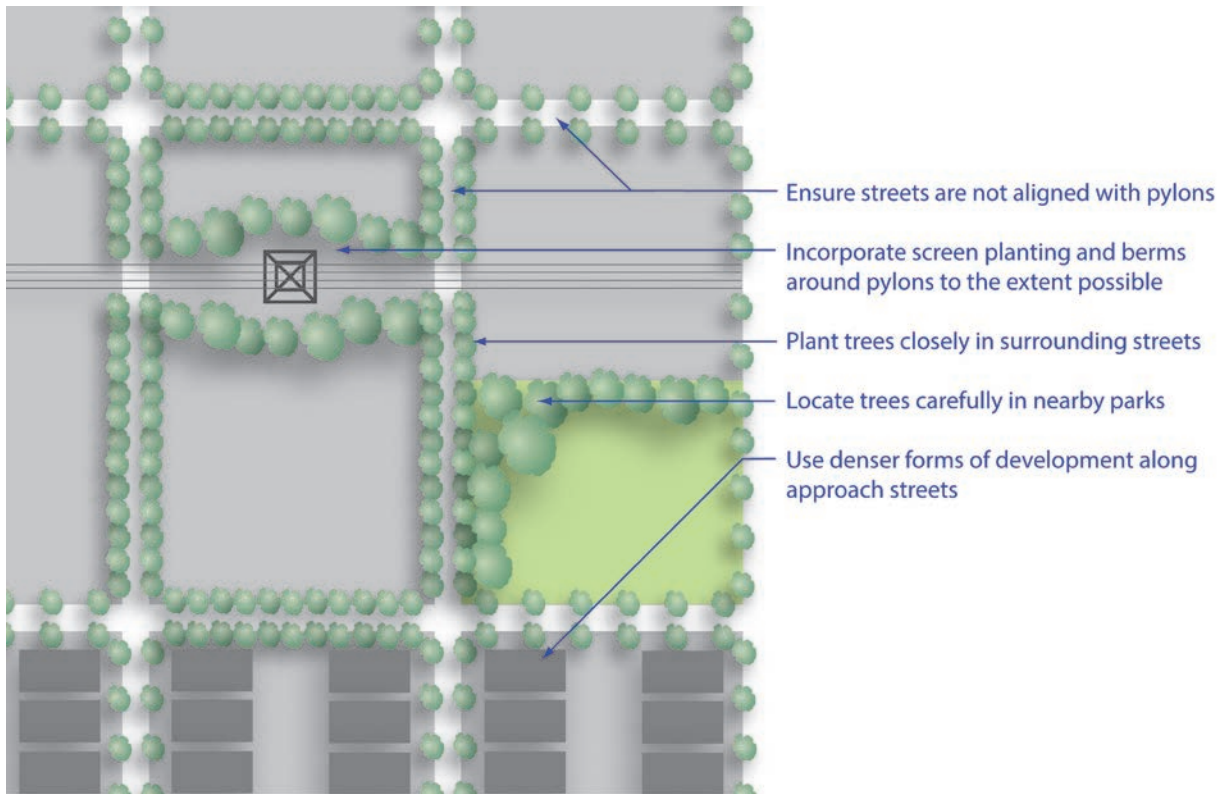 Ensure streets are not aligned with pylons
Incorporate screen planting and berms
around pylons to the extent possible
Plant trees closely in surrounding streets
Locate trees carefully in nearby parks
Use denser forms of development along
approach streets